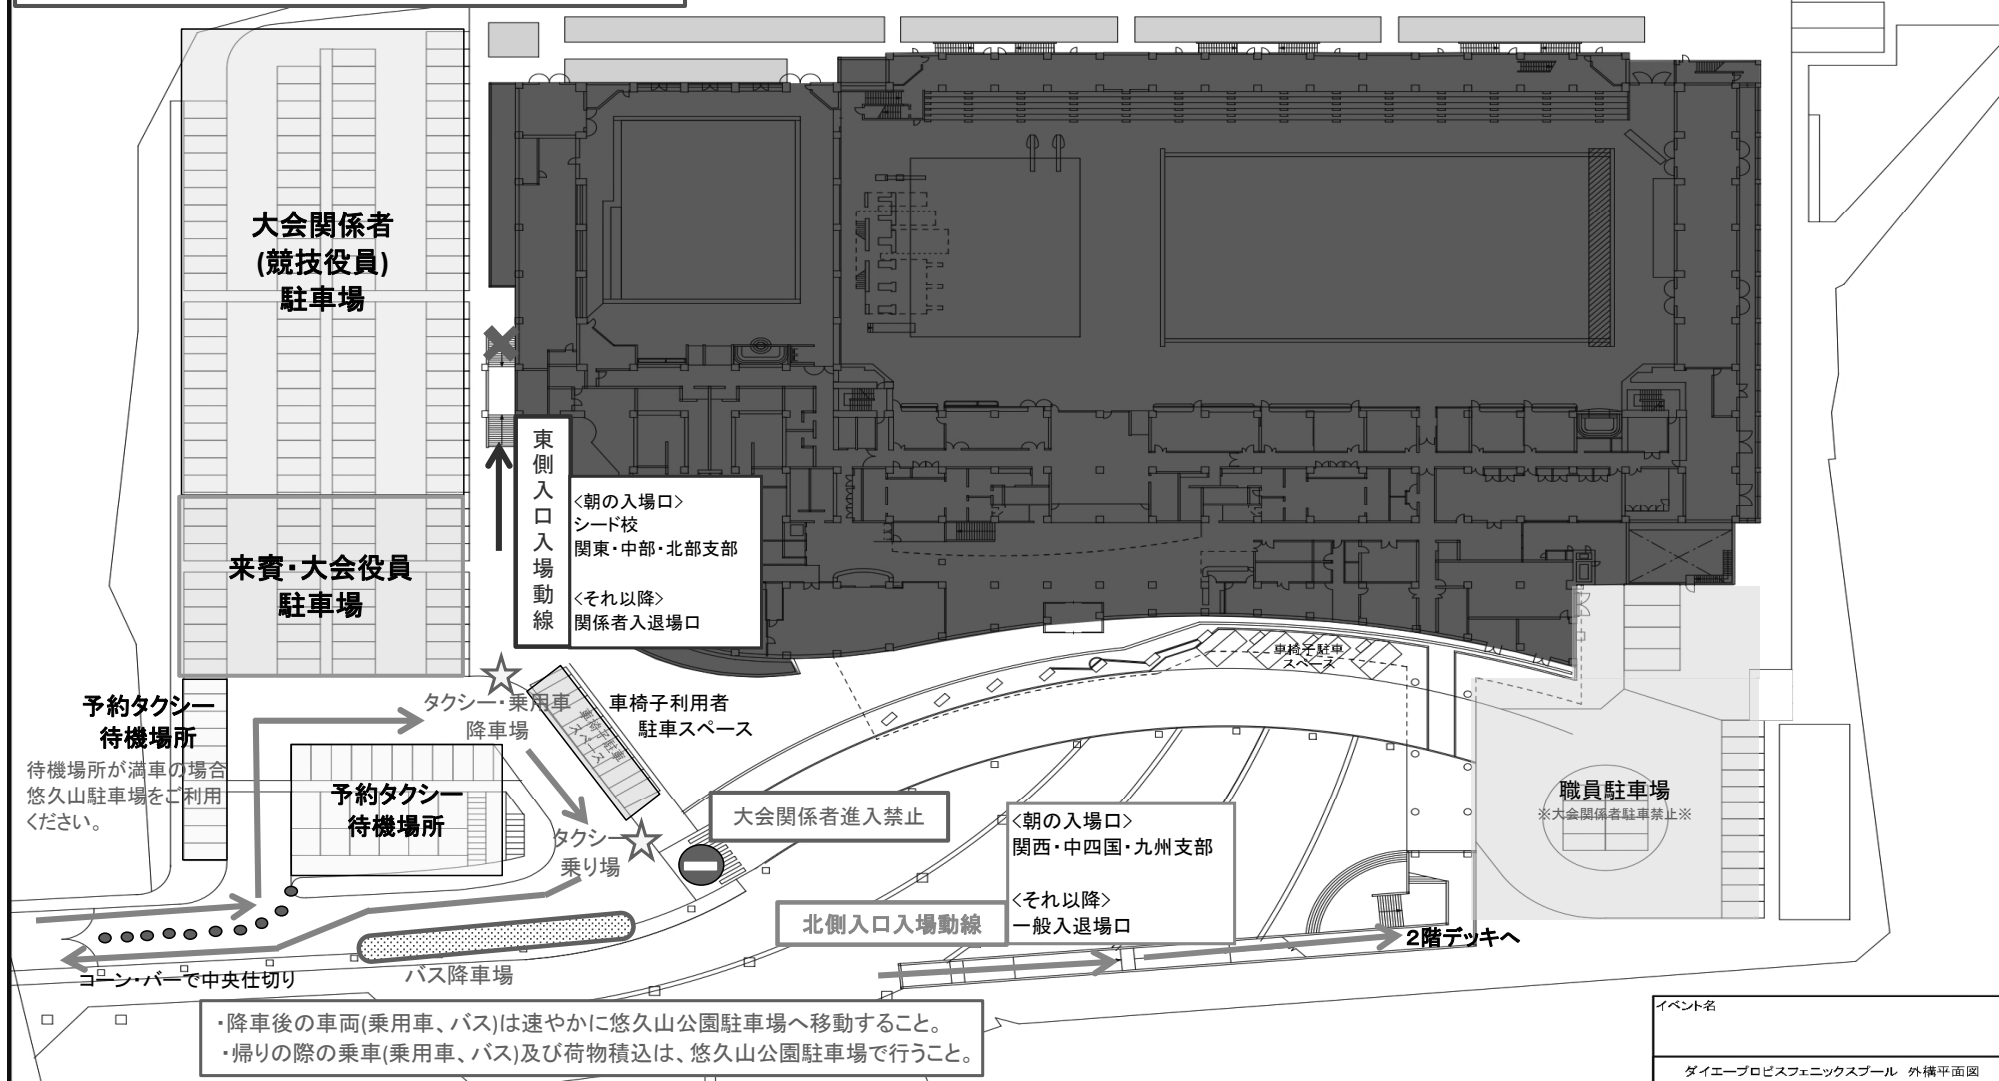 大会関係者
(競技役員)
駐車場
来賓・大会役員
駐車場
東側入口入場動線
<朝の入場口>
シード校
関東・中部・北部支部
<それ以降>
関係者入退場口
車椅子駐車
スペース
予約タクシー
待機場所
待機場所が満車の場合
悠久山駐車場をご利用
ください。
タクシー・乗用車
降車場
車椅子利用者
駐車スペース
車椅子駐車
スペース
予約タクシー
待機場所
タクシー
乗り場
大会関係者進入禁止
<朝の入場口>
関西・中四国・九州支部
<それ以降>
一般入退場口
北側入口入場動線
2階デッキへ
職員駐車場
※大会関係者駐車禁止※
バス降車場
コーン・バーで中央仕切り
・降車後の車両(乗用車、バス)は速やかに悠久山公園駐車場へ移動すること。
・帰りの際の乗車(乗用車、バス)及び荷物積込は、悠久山公園駐車場で行うこと。
イベント名
ダイエープロビスフェニックスプール 外構平面図